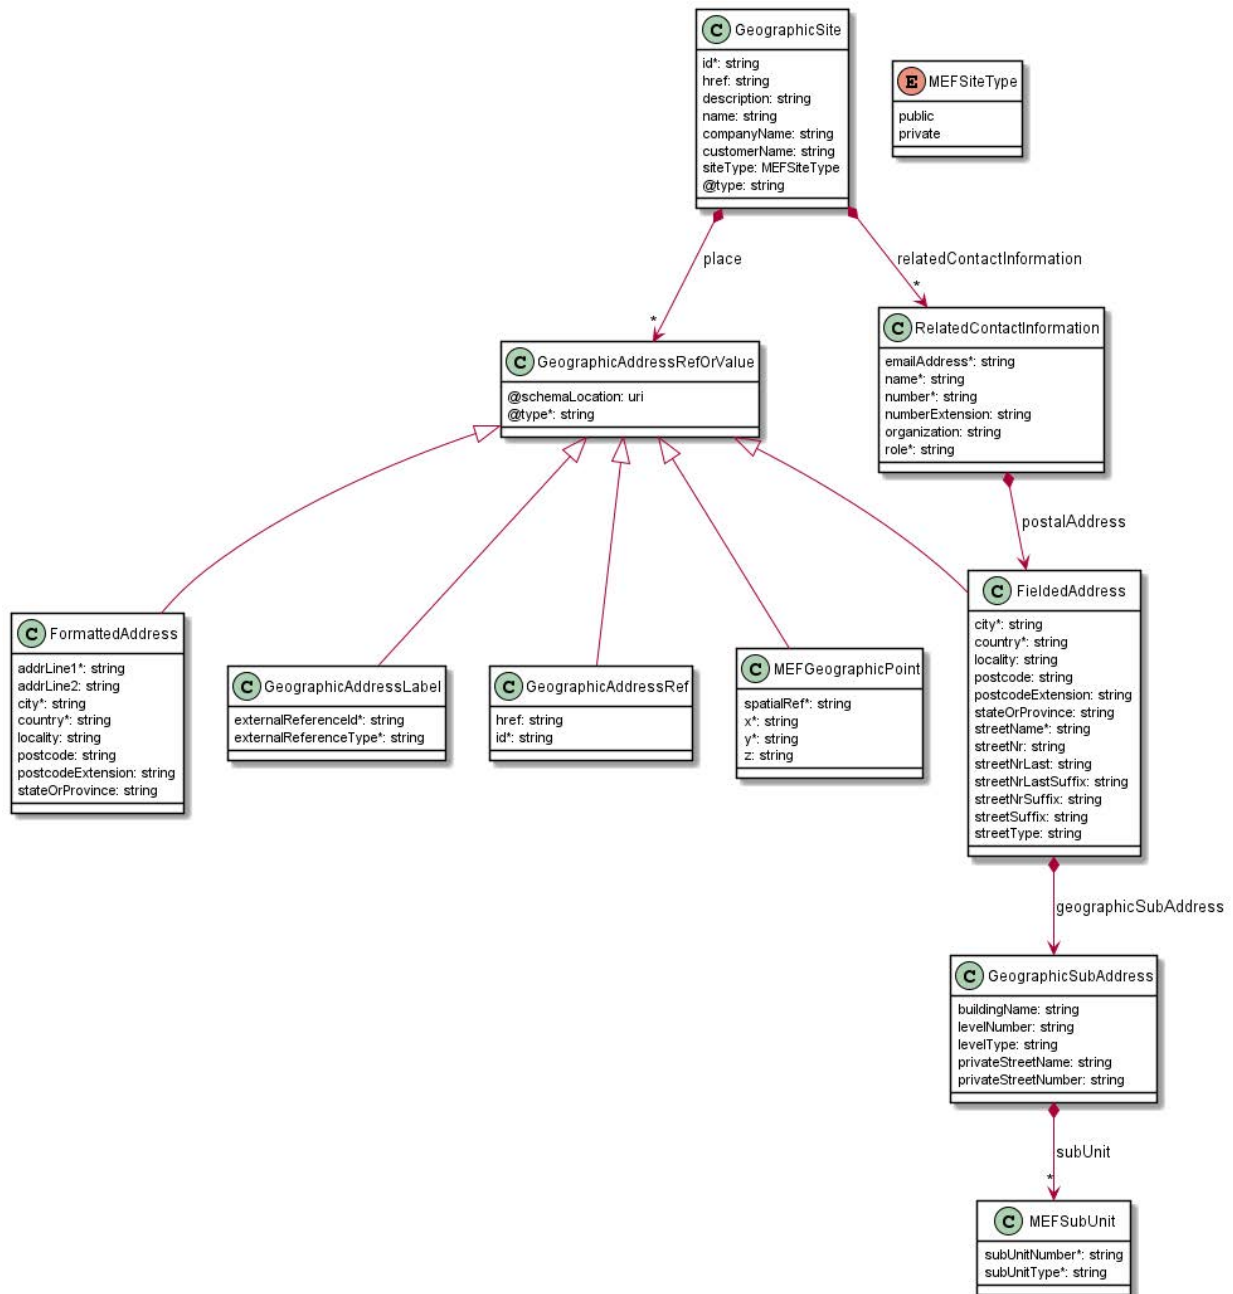 C GeographicSite
id*: string
href: string
description: string
name: string
companyName: string
customerName: string
siteType: MEFSiteType
@type: string
E MEFSiteType
public
private
place
relatedContactInformation
*
*
C GeographicAddressRefOrValue
@schemaLocation: uri
@type*: string
C RelatedContactInformation
emailAddress*: string
name*: string
number*: string
numberExtension: string
organization: string
role*: string
postalAddress
C FormattedAddress
addrLine1*: string
addrLine2: string
city*: string
country*: string
locality: string
postcode: string
postcodeExtension: string
stateOrProvince: string
C GeographicAddressLabel
externalReferenceId*: string
externalReferenceType*: string
C GeographicAddressRef
href: string
id*: string
C MEFGeographicPoint
spatialRef*: string
x*: string
y*: string
z: string
C FieldedAddress
city*: string
country*: string
locality: string
postcode: string
postcodeExtension: string
stateOrProvince: string
streetName*: string
streetNr: string
streetNrLast: string
streetNrLastSuffix: string
streetNrSuffix: string
streetSuffix: string
streetType: string
geographicSubAddress
C GeographicSubAddress
buildingName: string
levelNumber: string
levelType: string
privateStreetName: string
privateStreetNumber: string
subUnit
*
C MEFSubUnit
subUnitNumber*: string
subUnitType*: string